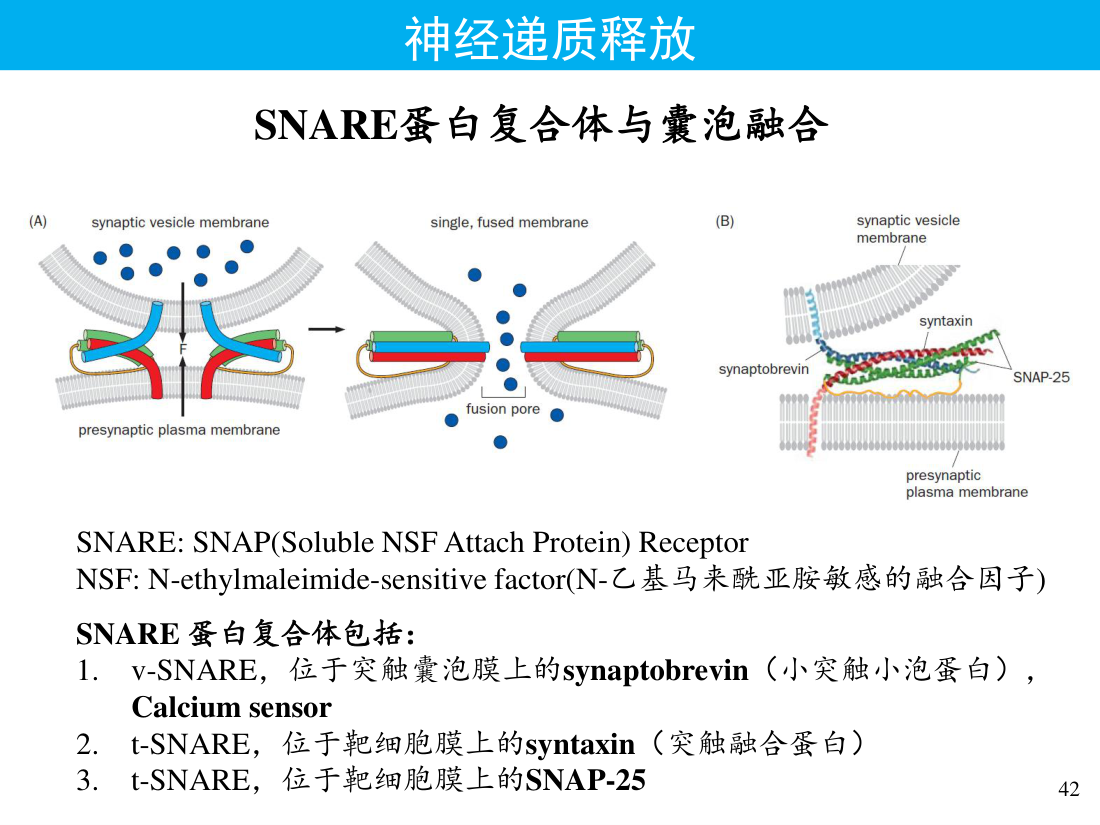 神经递质释放
SNARE蛋白复合体与囊泡融合
(A)
synaptic vesicle membrane
F
presynaptic plasma membrane
single, fused membrane
fusion pore
(B)
synaptic vesicle
membrane
syntaxin
synaptobrevin
SNAP-25
presynaptic
plasma membrane
SNARE: SNAP(Soluble NSF Attach Protein) Receptor
NSF: N-ethylmaleimide-sensitive factor(N-乙基马来酰亚胺敏感的融合因子)
SNARE 蛋白复合体包括：
1. v-SNARE，位于突触囊泡膜上的synaptobrevin（小突触小泡蛋白），
Calcium sensor
2. t-SNARE，位于靶细胞膜上的syntaxin（突触融合蛋白）
3. t-SNARE，位于靶细胞膜上的SNAP-25
42